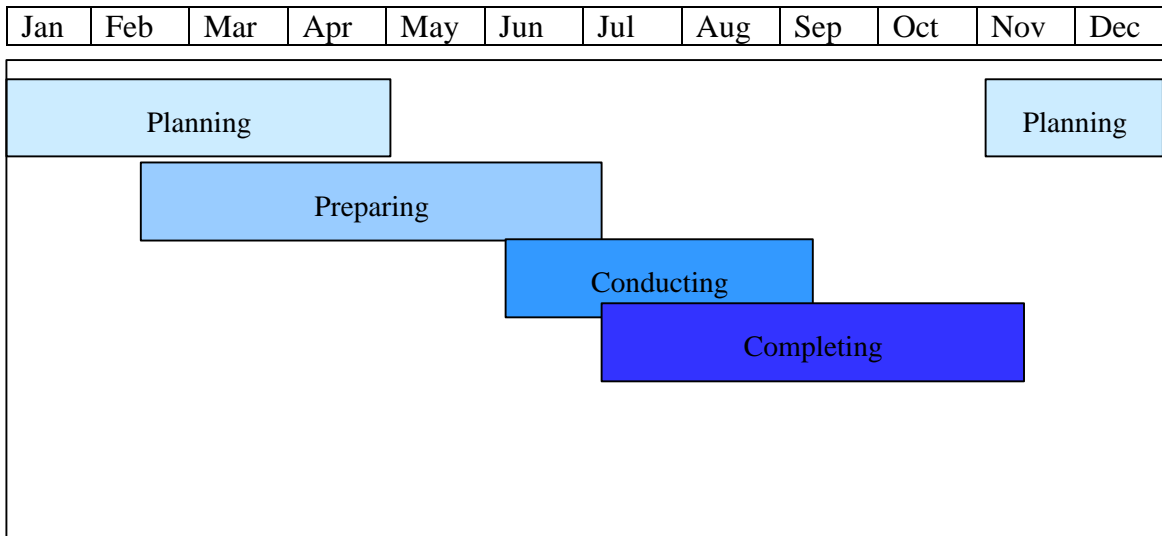 Jan Feb Mar Apr May Jun Jul Aug Sep Oct Nov Dec
Planning Planning
Preparing
Conducting
Completing